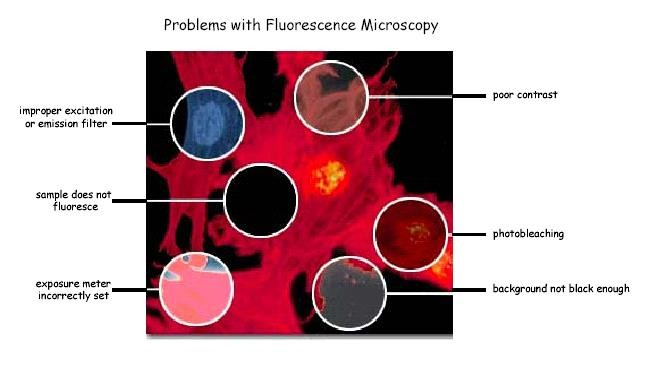 Problems with Fluorescence Microscopy
improper excitation
or emission filter
poor contrast
sample does not
fluoresce
photobleaching
exposure meter
incorrectly set
background not black enough